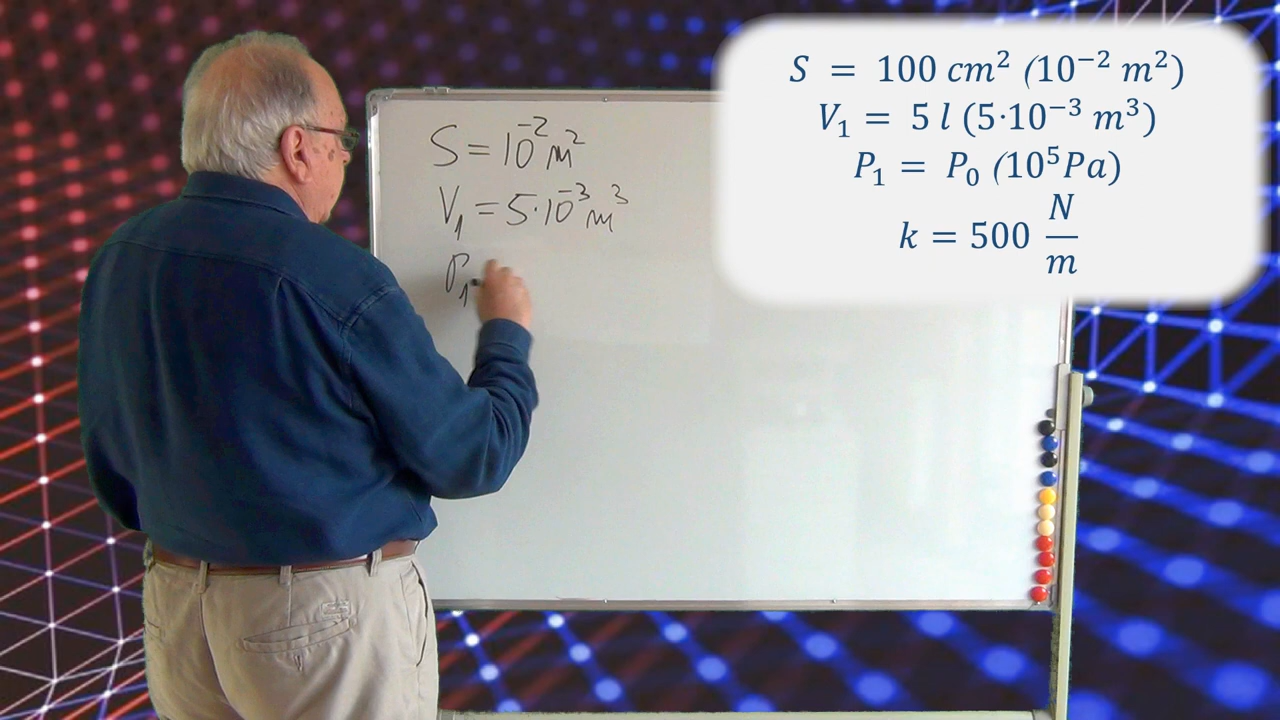 S = 10⁻² m²
V₁ = 5·10⁻³ m³
P₁
S = 100 cm² (10⁻² m²)
V₁ = 5 l (5·10⁻³ m³)
P₁ = P₀ (10⁵Pa)
k = 500 N/m